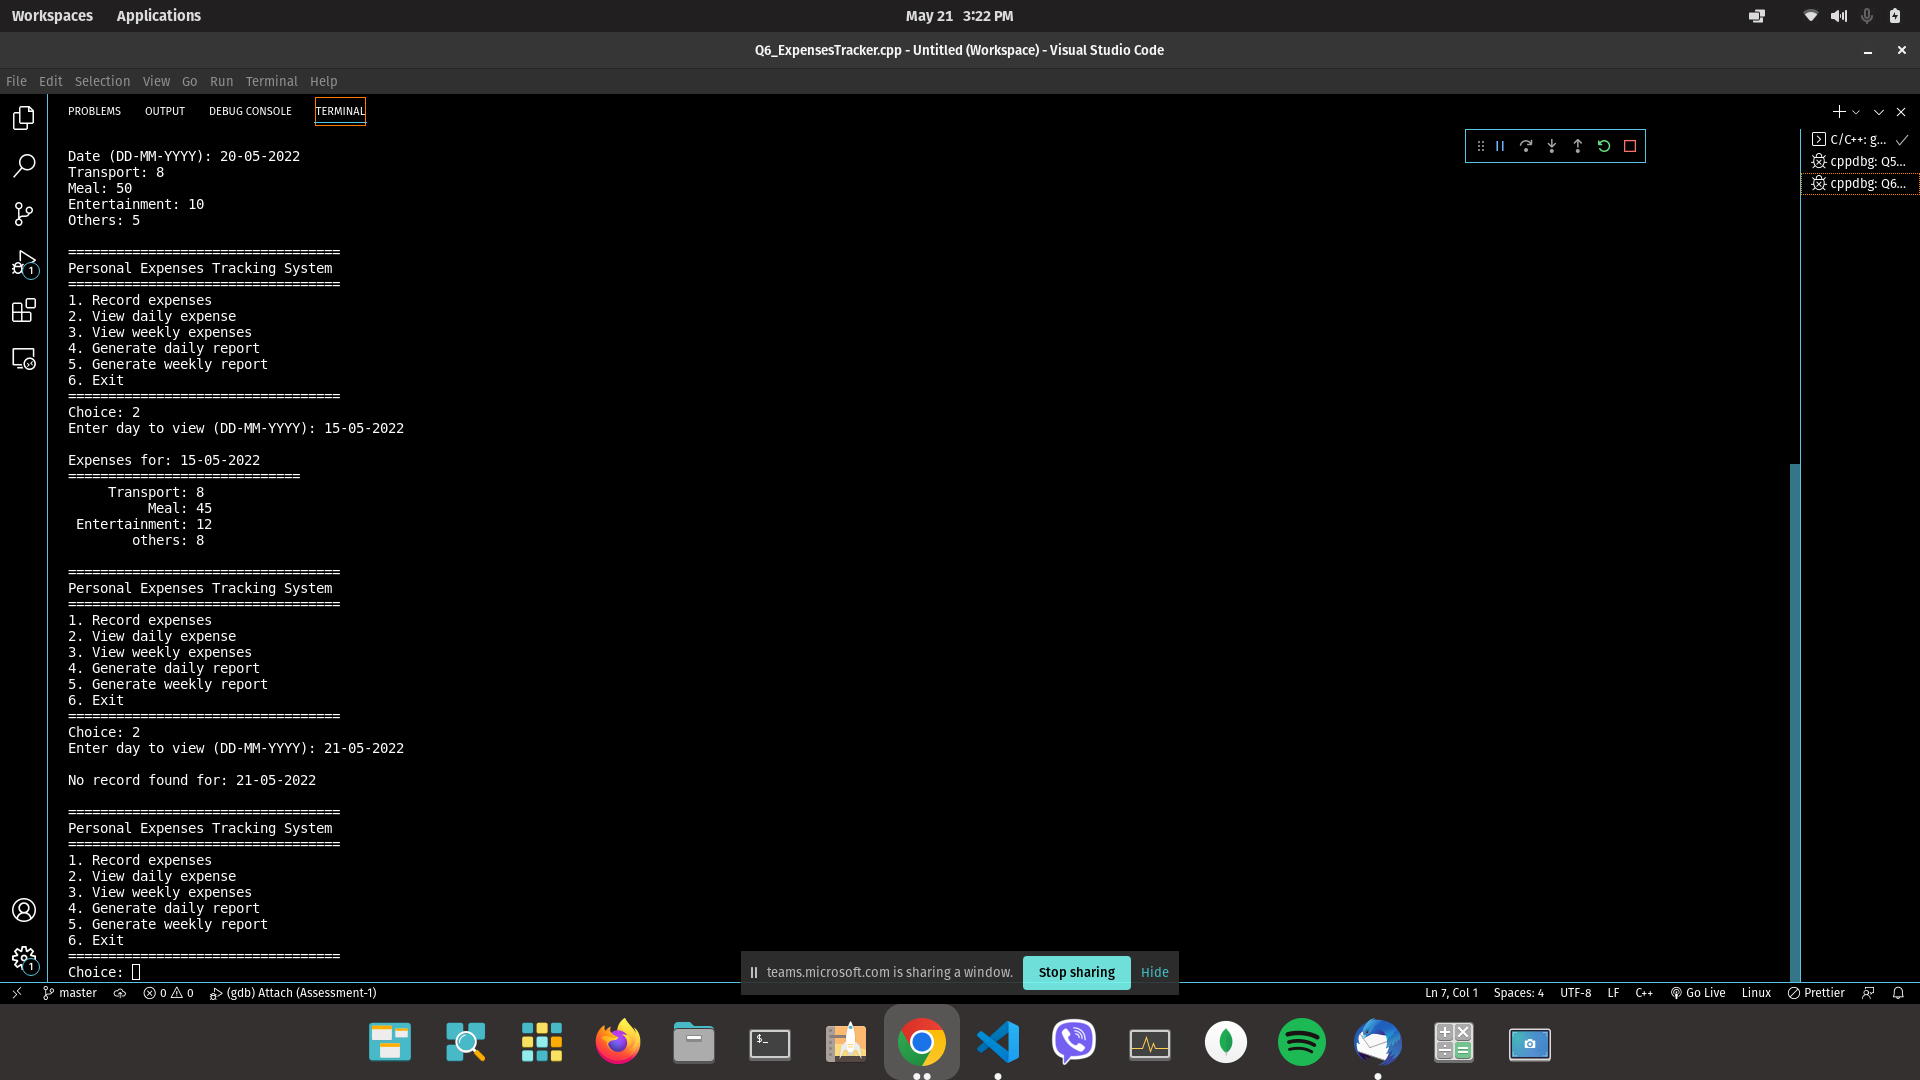 Workspaces Applications May 21 3:22 PM
Q6_ExpensesTracker.cpp - Untitled (Workspace) - Visual Studio Code
File Edit Selection View Go Run Terminal Help
PROBLEMS OUTPUT DEBUG CONSOLE TERMINAL
C/C++: g...
cppdbg: Q5...
cppdbg: Q6...
Date (DD-MM-YYYY): 20-05-2022
Transport: 8
Meal: 50
Entertainment: 10
Others: 5
==================================
Personal Expenses Tracking System
==================================
1. Record expenses
2. View daily expense
3. View weekly expenses
4. Generate daily report
5. Generate weekly report
6. Exit
==================================
Choice: 2
Enter day to view (DD-MM-YYYY): 15-05-2022
Expenses for: 15-05-2022
=============================
Transport: 8
Meal: 45
Entertainment: 12
others: 8
==================================
Personal Expenses Tracking System
==================================
1. Record expenses
2. View daily expense
3. View weekly expenses
4. Generate daily report
5. Generate weekly report
6. Exit
==================================
Choice: 2
Enter day to view (DD-MM-YYYY): 21-05-2022
No record found for: 21-05-2022
==================================
Personal Expenses Tracking System
==================================
1. Record expenses
2. View daily expense
3. View weekly expenses
4. Generate daily report
5. Generate weekly report
6. Exit
==================================
Choice:
1
1
teams.microsoft.com is sharing a window. Stop sharing Hide
master 0 0 (gdb) Attach (Assessment-1) Ln 7, Col 1 Spaces: 4 UTF-8 LF C++ Go Live Linux Prettier
$_